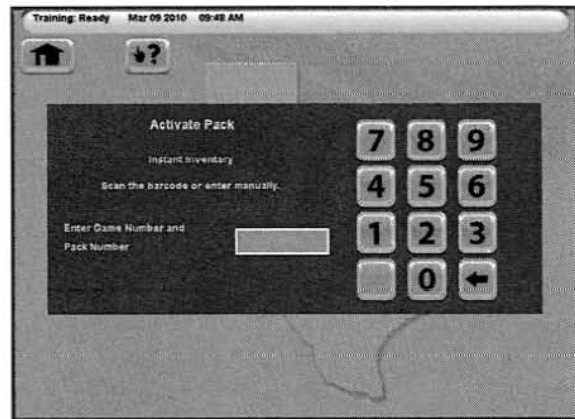 Training: Ready Mar 09 2010 09:48 AM
?
Activate Pack
Instant Inventory
Scan the barcode or enter manually.
Enter Game Number and
Pack Number
7 8 9
4 5 6
1 2 3
0